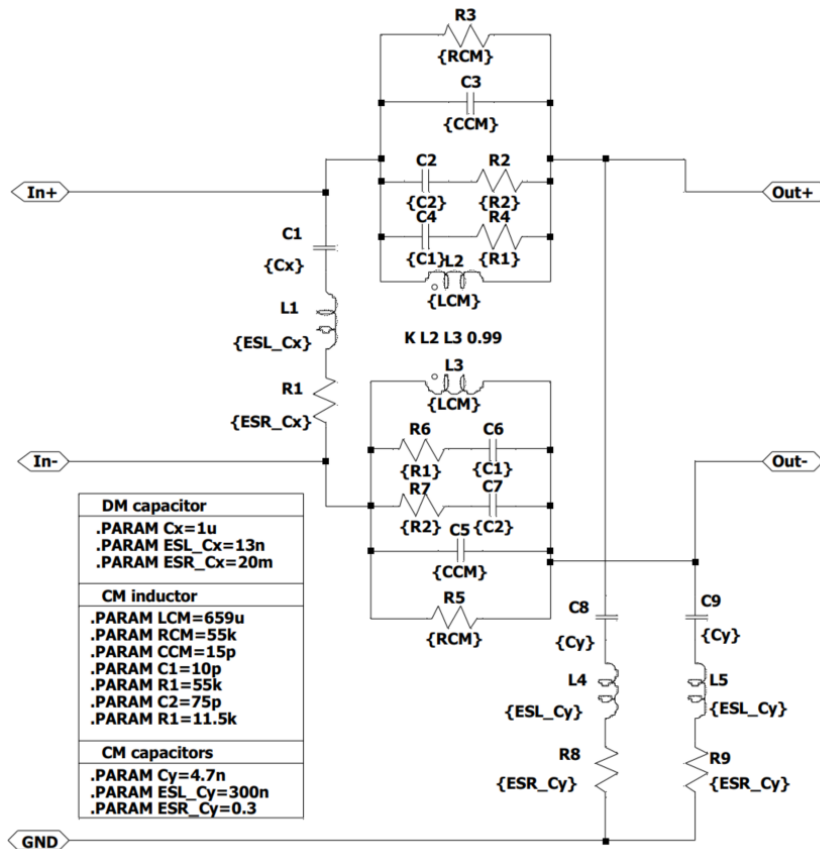 R3
{RCM}
C3
{CCM}
In+
C2
R2
Out+
{C2}
{R2}
C4
R4
{C1}
{R1}
C1
{Cx}
L2
{LCM}
L1
{ESL_Cx}
K L2 L3 0.99
L3
{LCM}
R1
{ESR_Cx}
R6
C6
{R1}
{C1}
In-
Out-
R7
C7
{R2}
{C2}
C5
{CCM}
R5
{RCM}
DM capacitor
.PARAM Cx=1u
.PARAM ESL_Cx=13n
.PARAM ESR_Cx=20m
CM inductor
.PARAM LCM=659u
.PARAM RCM=55k
.PARAM CCM=15p
.PARAM C1=10p
.PARAM R1=55k
.PARAM C2=75p
.PARAM R1=11.5k
CM capacitors
.PARAM Cy=4.7n
.PARAM ESL_Cy=300n
.PARAM ESR_Cy=0.3
C8
{Cy}
C9
{Cy}
L4
{ESL_Cy}
L5
{ESL_Cy}
R8
{ESR_Cy}
R9
{ESR_Cy}
GND